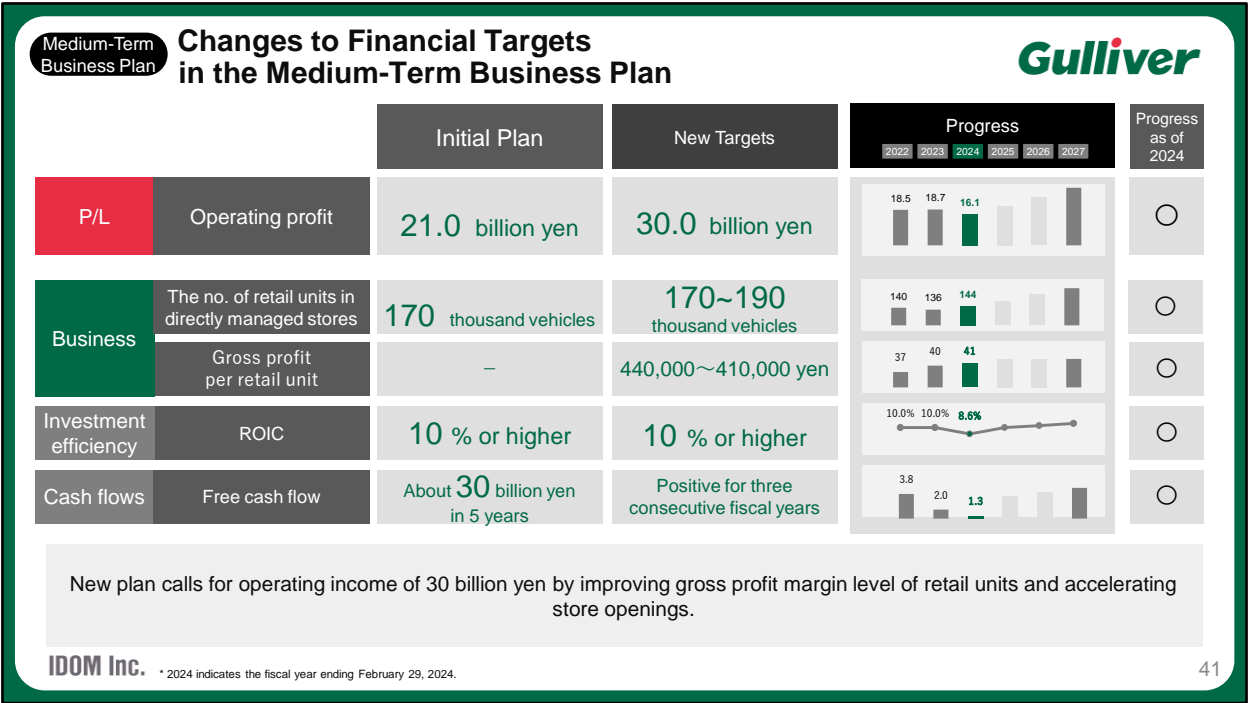 Medium-Term
Business Plan
Changes to Financial Targets
in the Medium-Term Business Plan
Gulliver
Initial Plan
New Targets
Progress
2022 2023 2024 2025 2026 2027
Progress
as of
2024
P/L
Operating profit
21.0 billion yen
30.0 billion yen
18.5 18.7 16.1
○
Business
The no. of retail units in
directly managed stores
170 thousand vehicles
170~190
thousand vehicles
140 136 144
○
Gross profit
per retail unit
–
440,000～410,000 yen
37 40 41
○
Investment
efficiency
ROIC
10 % or higher
10 % or higher
10.0% 10.0% 8.6%
○
Cash flows
Free cash flow
About 30 billion yen
in 5 years
Positive for three
consecutive fiscal years
3.8 2.0 1.3
○
New plan calls for operating income of 30 billion yen by improving gross profit margin level of retail units and accelerating
store openings.
IDOM Inc.
* 2024 indicates the fiscal year ending February 29, 2024.
41